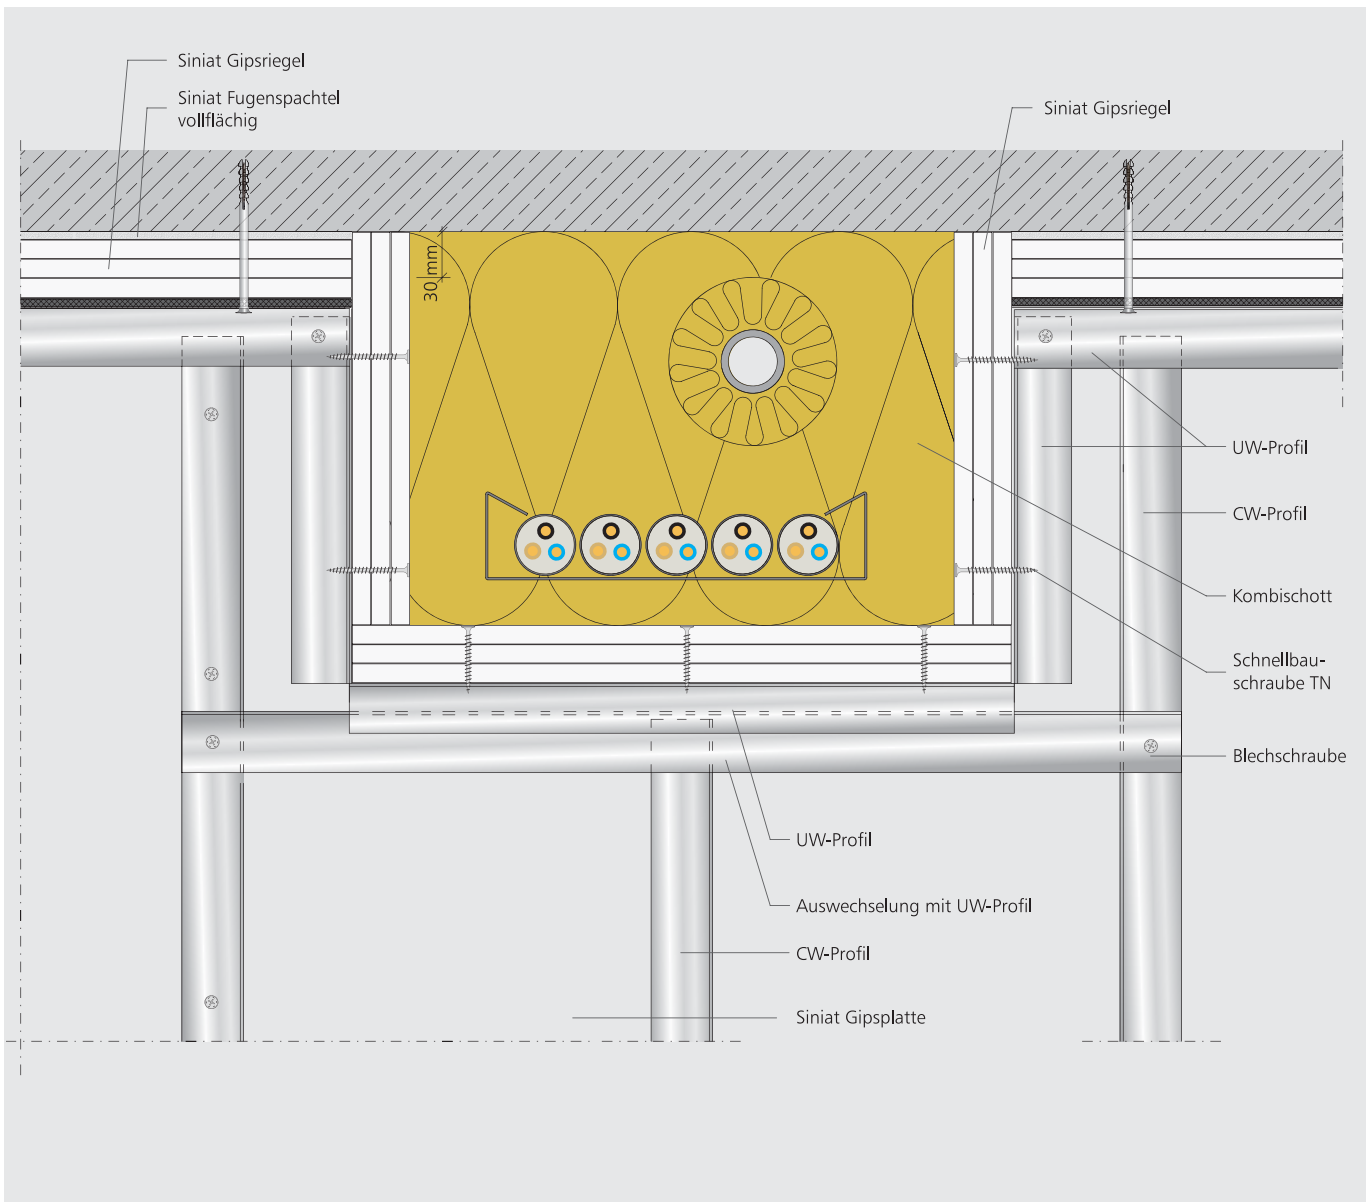 Siniat Gipsriegel
Siniat Fugenspachtel
vollflächig
Siniat Gipsriegel
30 mm
UW-Profil
CW-Profil
Kombischott
Schnellbau-
schraube TN
Blechschraube
UW-Profil
Auswechselung mit UW-Profil
CW-Profil
Siniat Gipsplatte